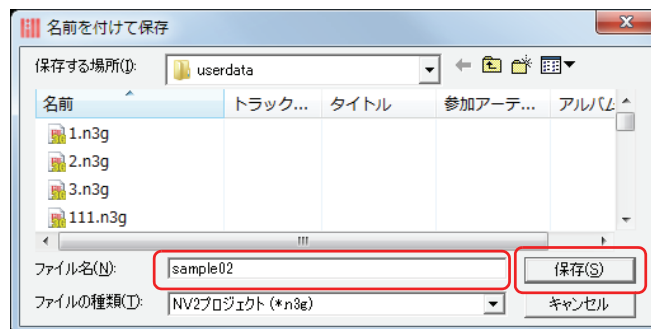 名前を付けて保存
保存する場所(I): userdata
名前 トラック... タイトル 参加アーテ... アルバム
1.n3g
2.n3g
3.n3g
111.n3g
ファイル名(N): sample02 保存(S)
ファイルの種類(T): NV2プロジェクト(*n3g) キャンセル